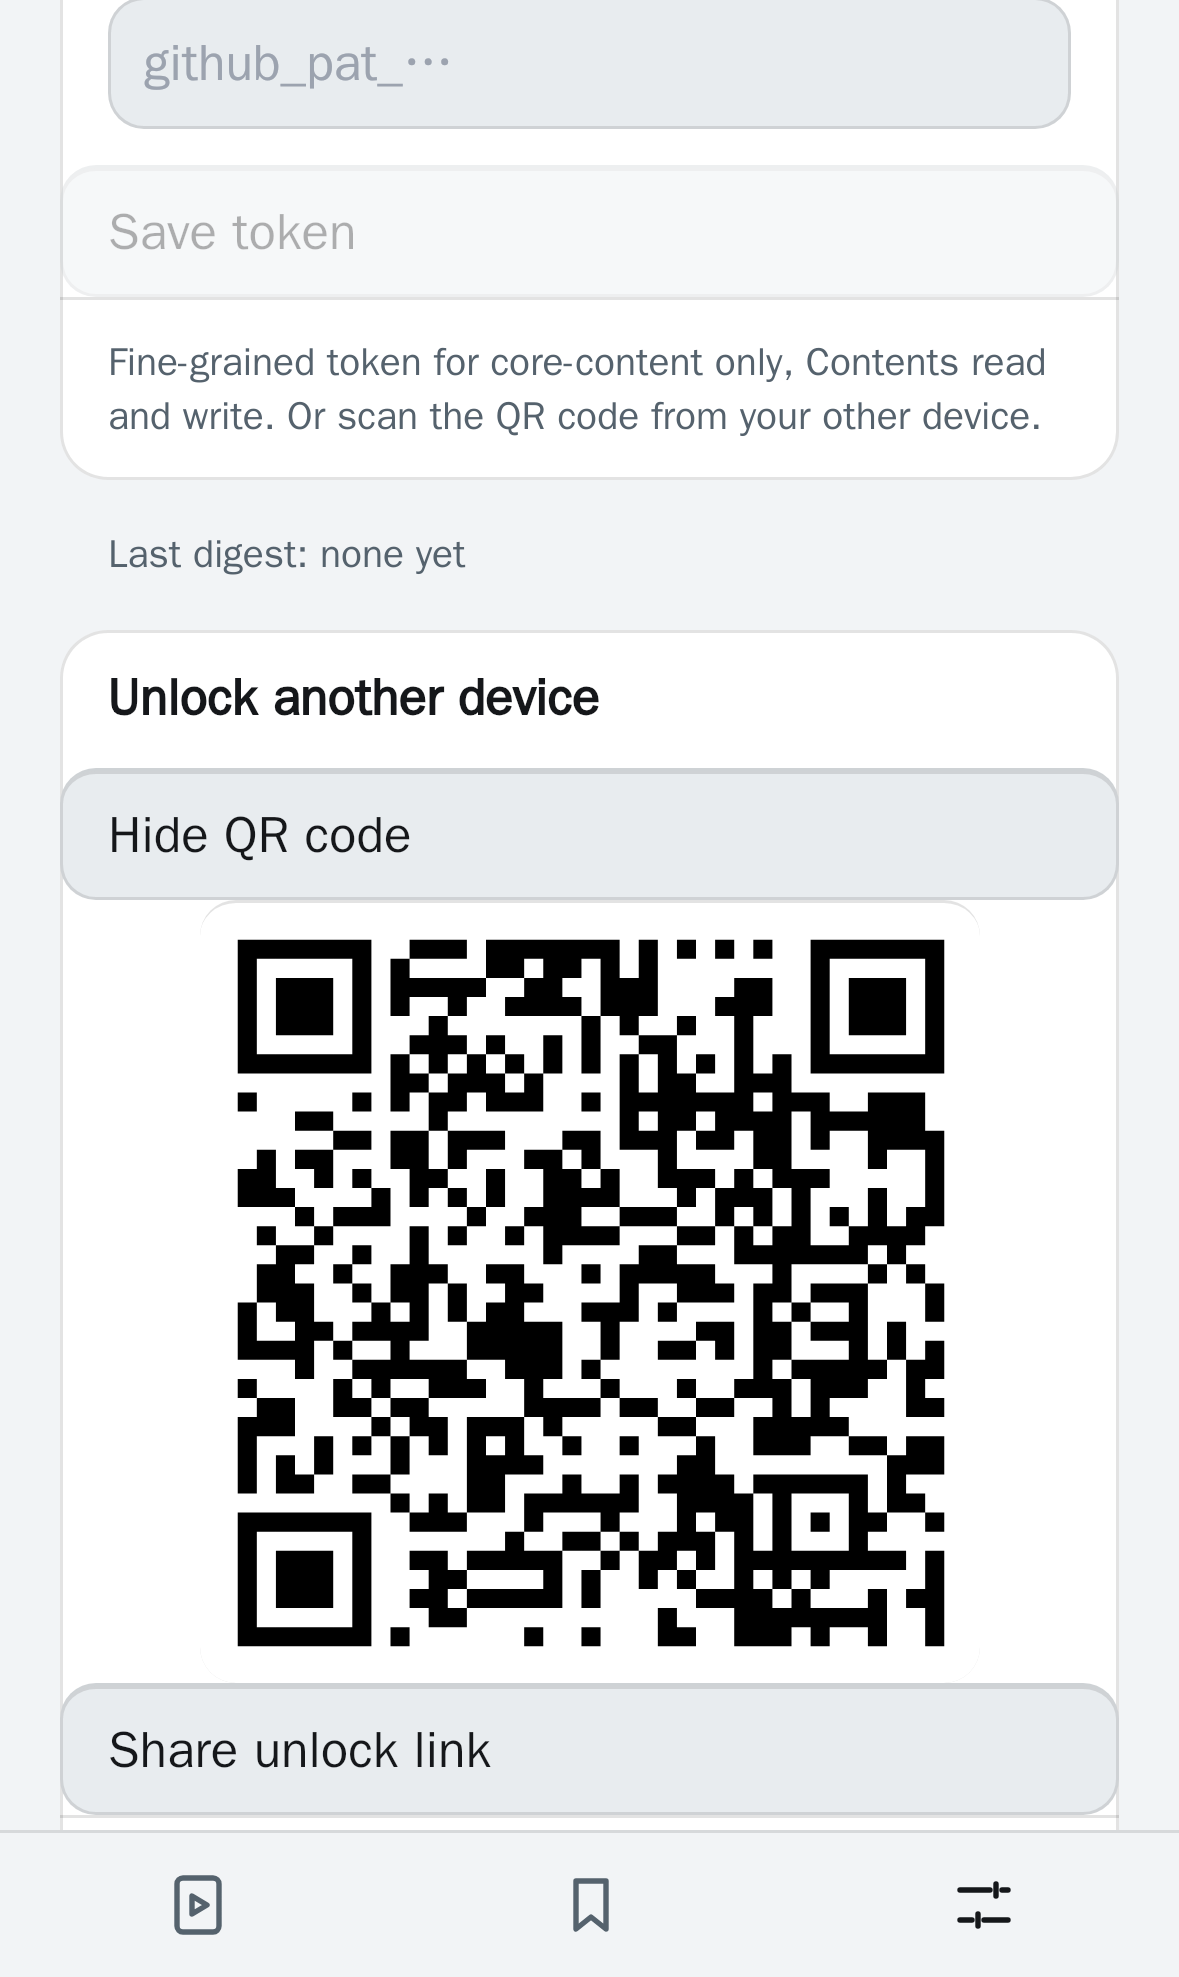 github_pat_…
Save token
Fine-grained token for core-content only, Contents read
and write. Or scan the QR code from your other device.
Last digest: none yet
Unlock another device
Hide QR code
Share unlock link